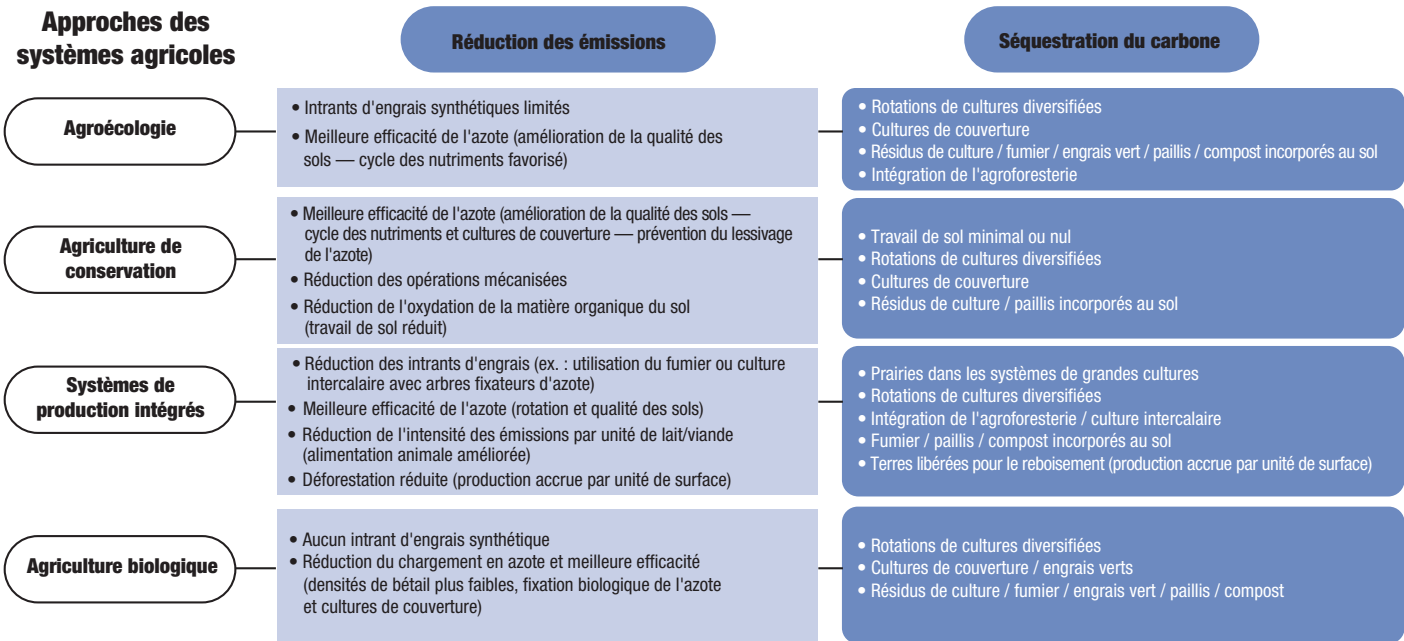 Approches des
systèmes agricoles
Réduction des émissions
Séquestration du carbone
Agroécologie
• Intrants d'engrais synthétiques limités
• Meilleure efficacité de l'azote (amélioration de la qualité des
sols — cycle des nutriments favorisé)
• Rotations de cultures diversifiées
• Cultures de couverture
• Résidus de culture / fumier / engrais vert / paillis / compost incorporés au sol
• Intégration de l'agroforesterie
Agriculture de
conservation
• Meilleure efficacité de l'azote (amélioration de la qualité des sols —
cycle des nutriments et cultures de couverture — prévention du lessivage
de l'azote)
• Réduction des opérations mécanisées
• Réduction de l'oxydation de la matière organique du sol
(travail de sol réduit)
• Travail de sol minimal ou nul
• Rotations de cultures diversifiées
• Cultures de couverture
• Résidus de culture / paillis incorporés au sol
Systèmes de
production intégrés
• Réduction des intrants d'engrais (ex. : utilisation du fumier ou culture
intercalaire avec arbres fixateurs d'azote)
• Meilleure efficacité de l'azote (rotation et qualité des sols)
• Réduction de l'intensité des émissions par unité de lait/viande
(alimentation animale améliorée)
• Déforestation réduite (production accrue par unité de surface)
• Prairies dans les systèmes de grandes cultures
• Rotations de cultures diversifiées
• Intégration de l'agroforesterie / culture intercalaire
• Fumier / paillis / compost incorporés au sol
• Terres libérées pour le reboisement (production accrue par unité de surface)
Agriculture biologique
• Aucun intrant d'engrais synthétique
• Réduction du chargement en azote et meilleure efficacité
(densités de bétail plus faibles, fixation biologique de l'azote
et cultures de couverture)
• Rotations de cultures diversifiées
• Cultures de couverture / engrais verts
• Résidus de culture / fumier / engrais vert / paillis / compost